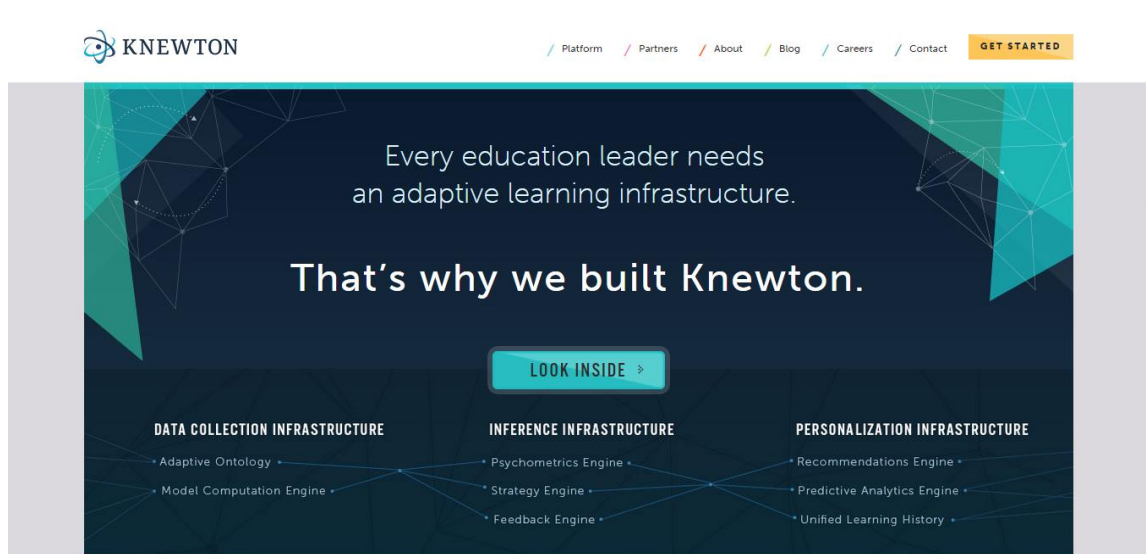 KNEWTON
/ Platform / Partners / About / Blog / Careers / Contact GET STARTED
Every education leader needs
an adaptive learning infrastructure.
That's why we built Knewton.
LOOK INSIDE
DATA COLLECTION INFRASTRUCTURE
Adaptive Ontology
Model Computation Engine
INFERENCE INFRASTRUCTURE
Psychometrics Engine
Strategy Engine
Feedback Engine
PERSONALIZATION INFRASTRUCTURE
Recommendations Engine
Predictive Analytics Engine
Unified Learning History